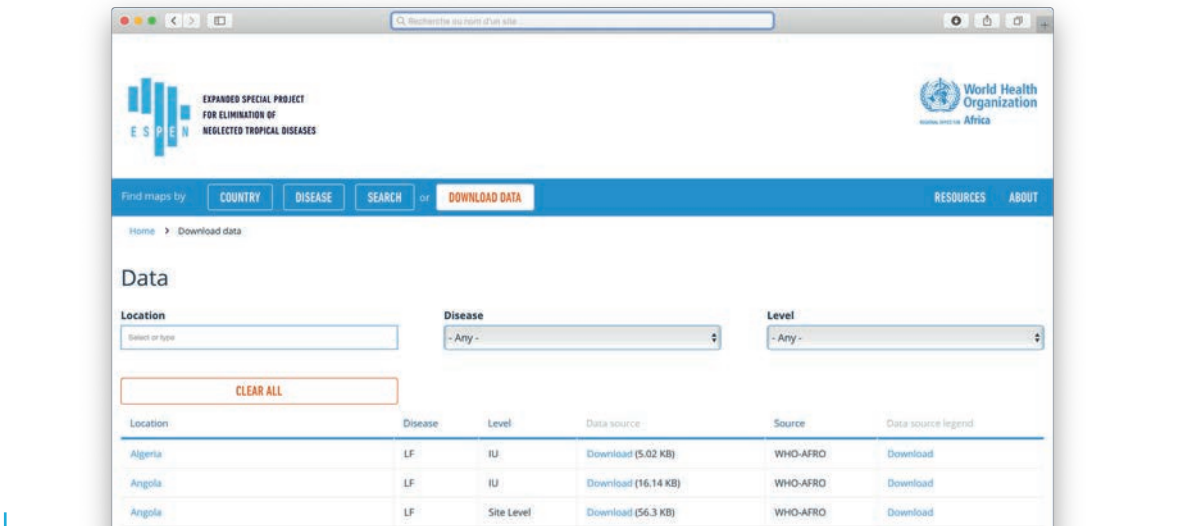 Recherche ou nom d'un site
ESPEN
EXPANDED SPECIAL PROJECT
FOR ELIMINATION OF
NEGLECTED TROPICAL DISEASES
World Health
Organization
Africa
Find maps by COUNTRY DISEASE SEARCH or DOWNLOAD DATA RESOURCES ABOUT
Home > Download data
Data
Location Disease Level
Select or type - Any - - Any -
CLEAR ALL
Location Disease Level Data source Source Data source legend
Algeria LF IU Download (5.02 KB) WHO-AFRO Download
Angola LF IU Download (16.14 KB) WHO-AFRO Download
Angola LF Site Level Download (56.3 KB) WHO-AFRO Download